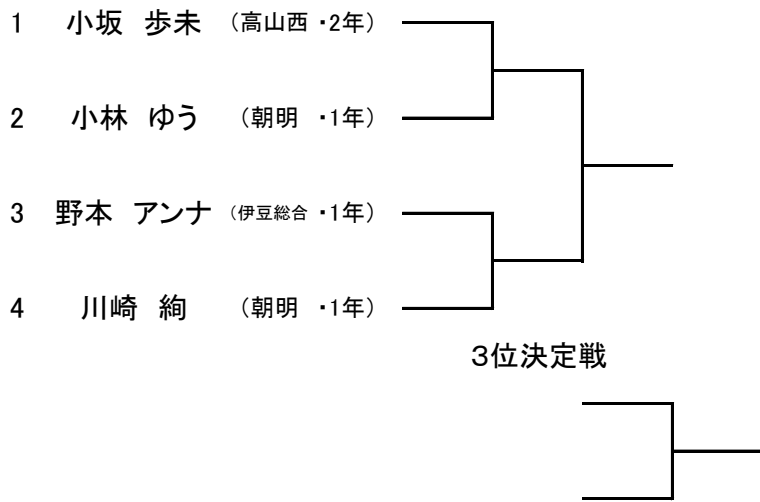 1 小坂 歩未 （高山西 ・2年）
2 小林 ゆう （朝明 ・1年）
3 野本 アンナ （伊豆総合 ・1年）
4 川崎 絢 （朝明 ・1年）
３位決定戦